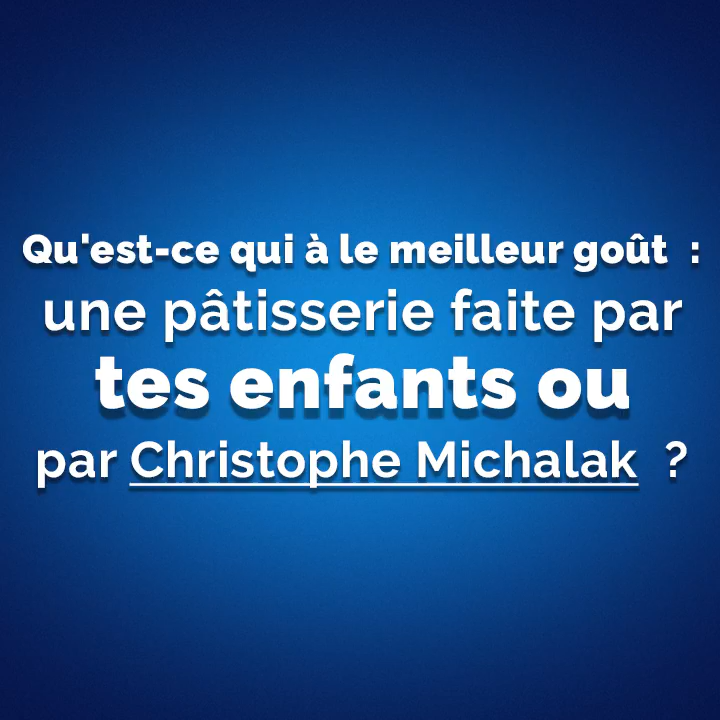 Qu'est-ce qui à le meilleur goût :
une pâtisserie faite par
tes enfants ou
par Christophe Michalak ?